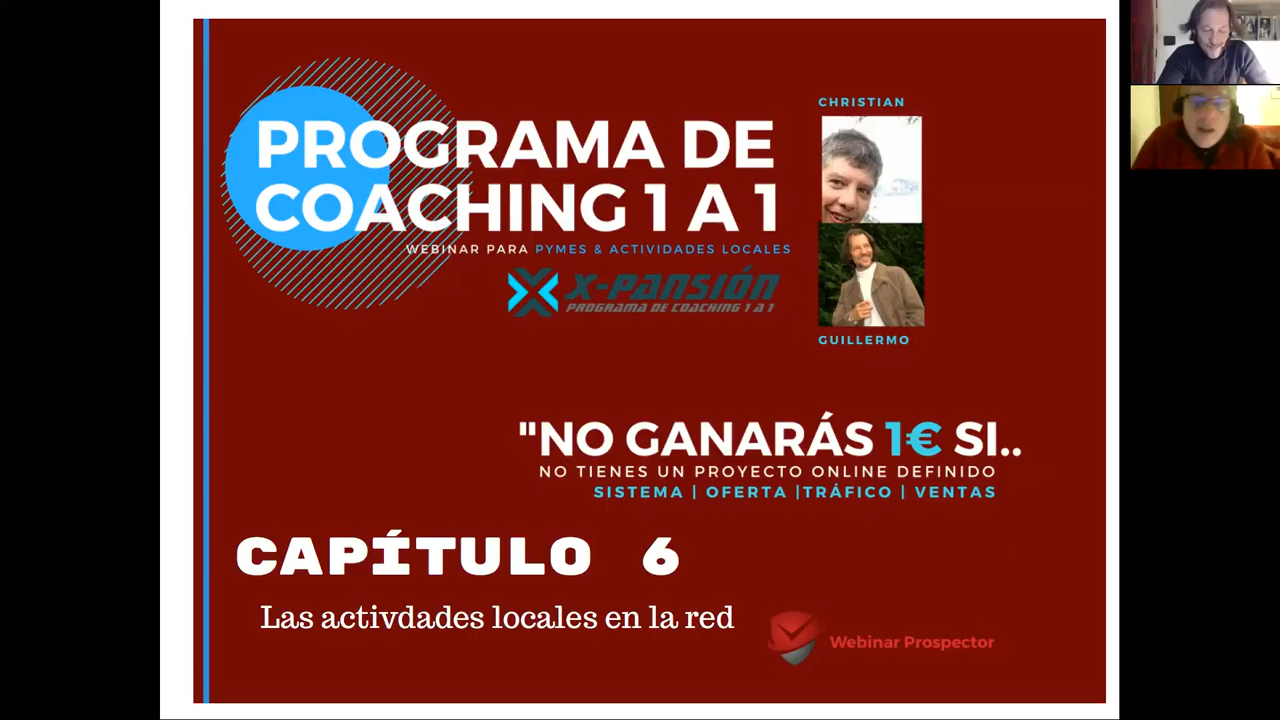 PROGRAMA DE
COACHING 1 A 1
WEBINAR PARA PYMES & ACTIVIDADES LOCALES
X-PANSIÓN
PROGRAMA DE COACHING 1 A 1
CHRISTIAN
GUILLERMO
"NO GANARÁS 1€ SI..
NO TIENES UN PROYECTO ONLINE DEFINIDO
SISTEMA | OFERTA |TRÁFICO | VENTAS
CAPÍTULO 6
Las activdades locales en la red
Webinar Prospector